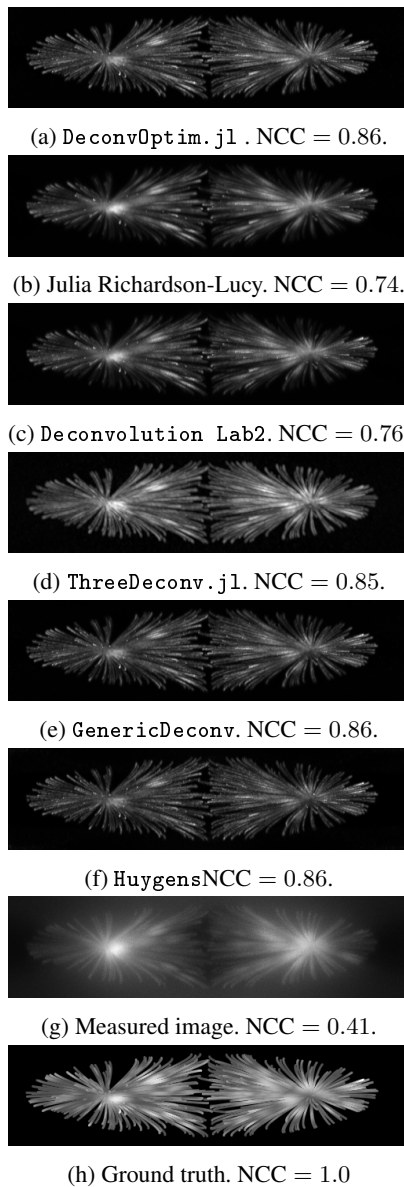 (a) DeconvOptim.jl . NCC = 0.86.
(b) Julia Richardson-Lucy. NCC = 0.74.
(c) Deconvolution Lab2. NCC = 0.76
(d) ThreeDeconv.jl. NCC = 0.85.
(e) GenericDeconv. NCC = 0.86.
(f) HuygensNCC = 0.86.
(g) Measured image. NCC = 0.41.
(h) Ground truth. NCC = 1.0